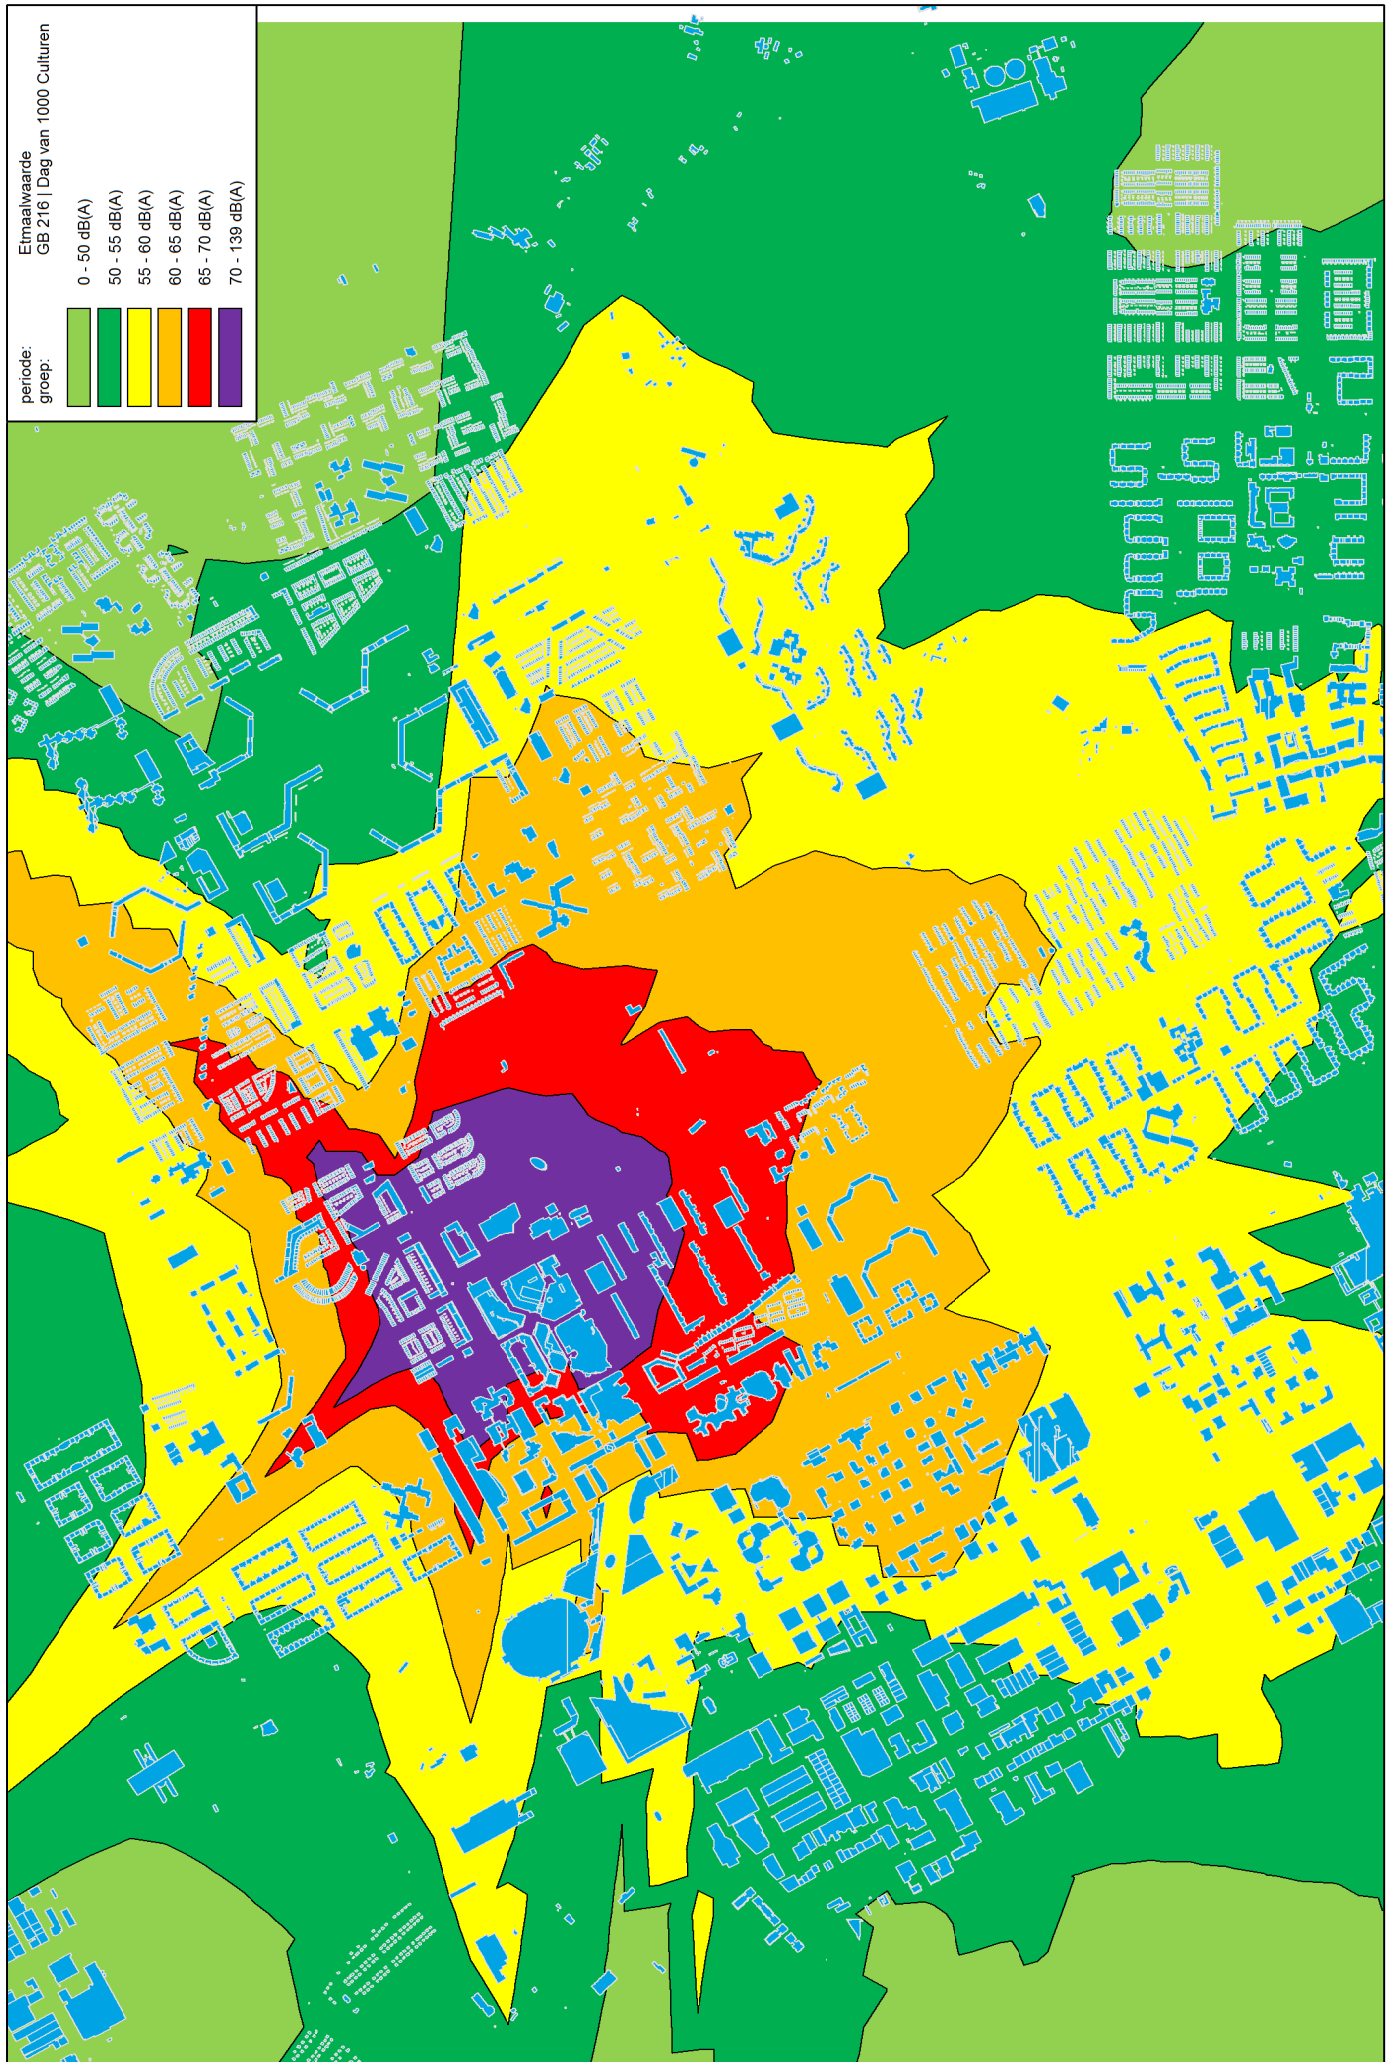 periode: Etmaalwaarde
groep: GB 216 | Dag van 1000 Culturen
0 - 50 dB(A)
50 - 55 dB(A)
55 - 60 dB(A)
60 - 65 dB(A)
65 - 70 dB(A)
70 - 139 dB(A)